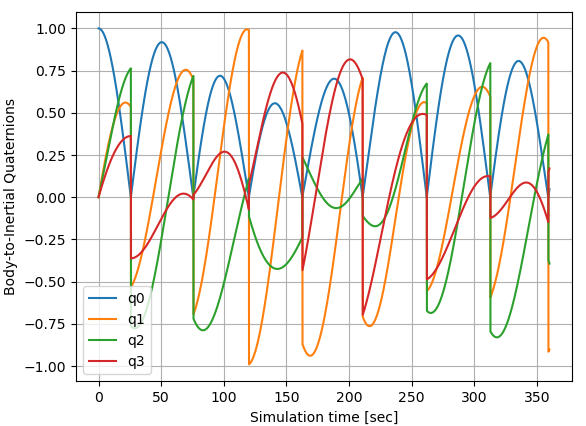 1.00
0.75
0.50
0.25
0.00
−0.25
−0.50
−0.75
−1.00
Body-to-Inertial Quaternions
q0
q1
q2
q3
0 50 100 150 200 250 300 350
Simulation time [sec]